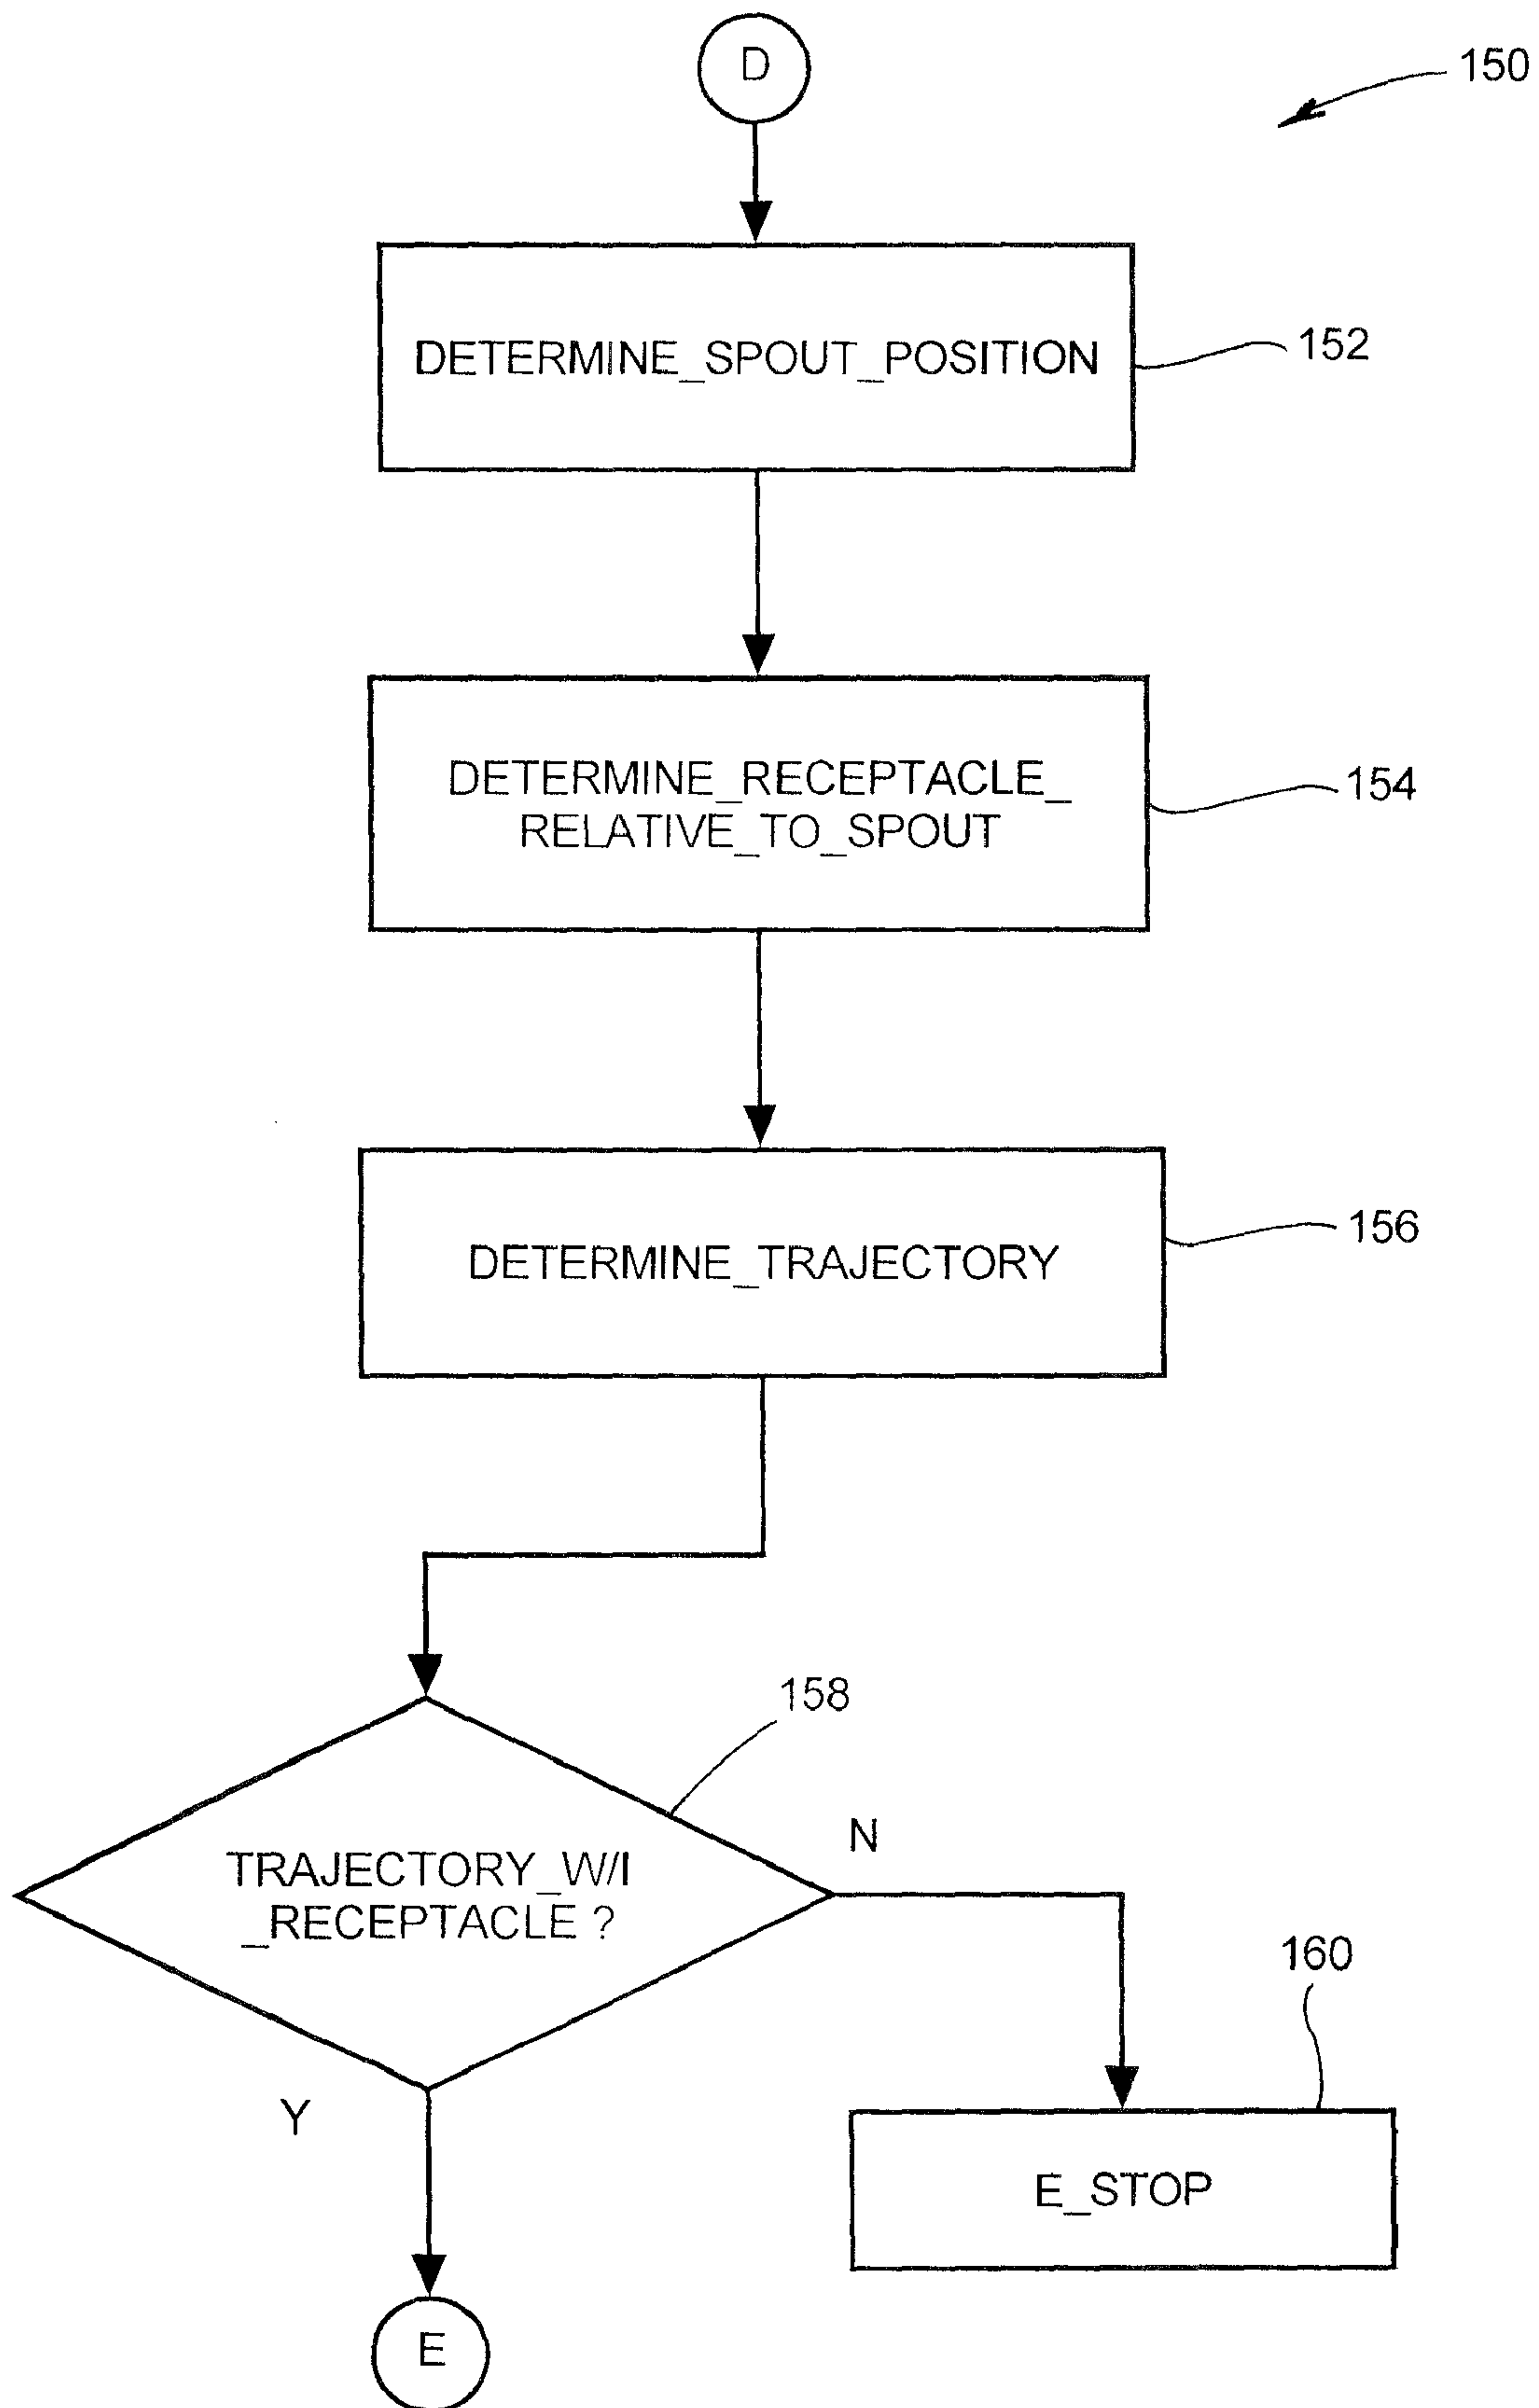 D
150
DETERMINE_SPOUT_POSITION
152
DETERMINE_RECEPTACLE_
RELATIVE_TO_SPOUT
154
DETERMINE_TRAJECTORY
156
158
TRAJECTORY_W/I
_RECEPTACLE ?
N
160
Y
E_STOP
E